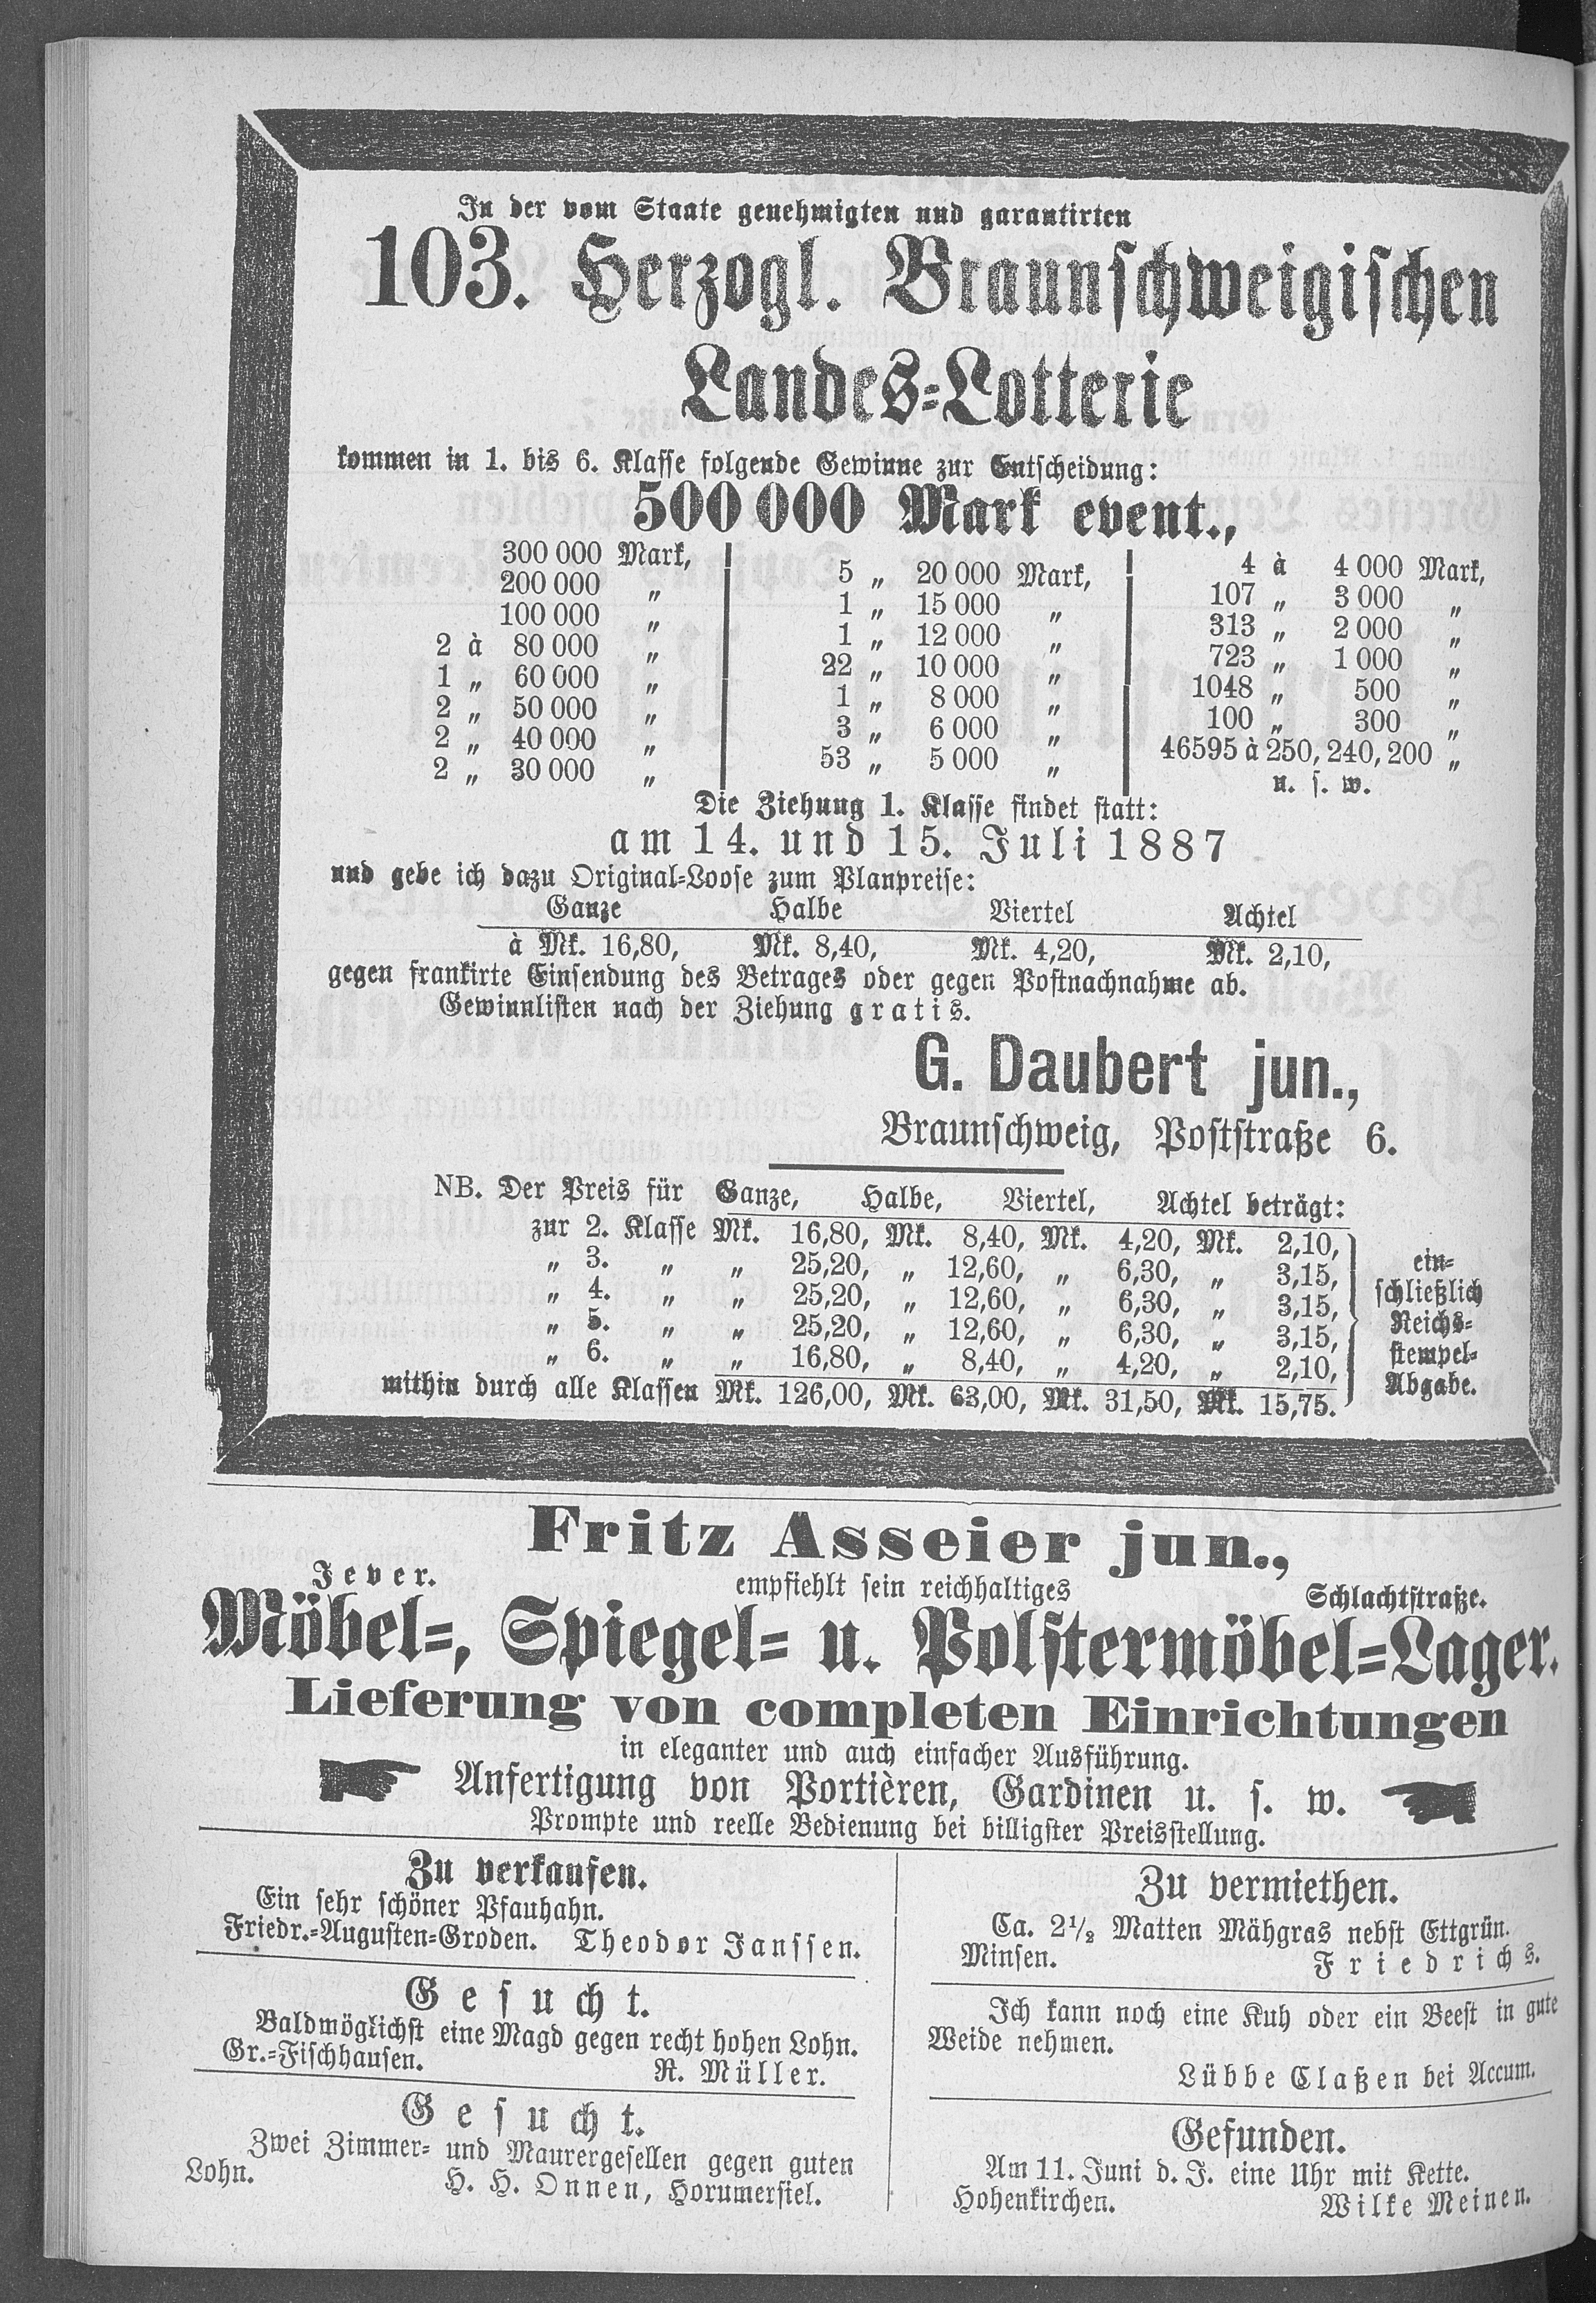 In der vom Staate genehmigten und garantirten
103. Herzogl. Braunschweigischen
Landes-Lotterie
kommen in 1. bis 6. Klasse folgende Gewinne zur Entscheidung:
500 000 Mark event.,
300 000 Mark,
200 000 „
100 000 „
2 à 80 000 „
1 „ 60 000 „
2 „ 50 000 „
2 „ 40 000 „
2 „ 30 000 „
5 „ 20 000 Mark,
1 „ 15 000 „
1 „ 12 000 „
22 „ 10 000 „
1 „ 8 000 „
3 „ 6 000 „
53 „ 5 000 „
4 à 4 000 Mark,
107 „ 3 000 „
313 „ 2 000 „
723 „ 1 000 „
1048 „ 500 „
100 „ 300 „
46595 à 250, 240, 200 „
u. s. w.
Die Ziehung 1. Klasse findet statt:
am 14. und 15. Juli 1887
und gebe ich dazu Original-Loose zum Planpreise:
Ganze Halbe Viertel Achtel
à Mk. 16,80, Mk. 8,40, Mk. 4,20, Mk. 2,10,
gegen frankirte Einsendung des Betrages oder gegen Postnachnahme ab.
Gewinnlisten nach der Ziehung gratis.
G. Daubert jun.,
Braunschweig, Poststraße 6.
NB. Der Preis für Ganze, Halbe, Viertel, Achtel beträgt:
zur 2. Klasse Mk. 16,80, Mk. 8,40, Mk. 4,20, Mk. 2,10,
„ 3. „ „ 25,20, „ 12,60, „ 6,30, „ 3,15,
„ 4. „ „ 25,20, „ 12,60, „ 6,30, „ 3,15,
„ 5. „ „ 25,20, „ 12,60, „ 6,30, „ 3,15,
„ 6. „ „ 16,80, „ 8,40, „ 4,20, „ 2,10,
mithin durch alle Klassen Mk. 126,00, Mk. 63,00, Mk. 31,50, Mk. 15,75.
ein-
schließlich
Reichs-
stempel-
Abgabe.
Fritz Asseier jun.,
Jever. empfiehlt sein reichhaltiges Schlachtstraße.
Möbel-, Spiegel- u. Polstermöbel-Lager.
Lieferung von completen Einrichtungen
in eleganter und auch einfacher Ausführung.
Anfertigung von Portièren, Gardinen u. s. w.
Prompte und reelle Bedienung bei billigster Preisstellung.
Zu verkaufen.
Ein sehr schöner Pfauhahn.
Friedr.-Augusten-Groden. Theodor Janssen.
Gesucht.
Baldmöglichst eine Magd gegen recht hohen Lohn.
Gr.-Fischhausen. R. Müller.
Gesucht.
Zwei Zimmer- und Maurergesellen gegen guten
Lohn. H. H. Onnen, Horumersiel.
Zu vermiethen.
Ca. 2½ Matten Mähgras nebst Ettgrün.
Minsen. Friedrichs.
Ich kann noch eine Kuh oder ein Beest in gute
Weide nehmen.
Lübbe Claßen bei Accum.
Gefunden.
Am 11. Juni d. J. eine Uhr mit Kette.
Hohenkirchen. Wilke Meinen.